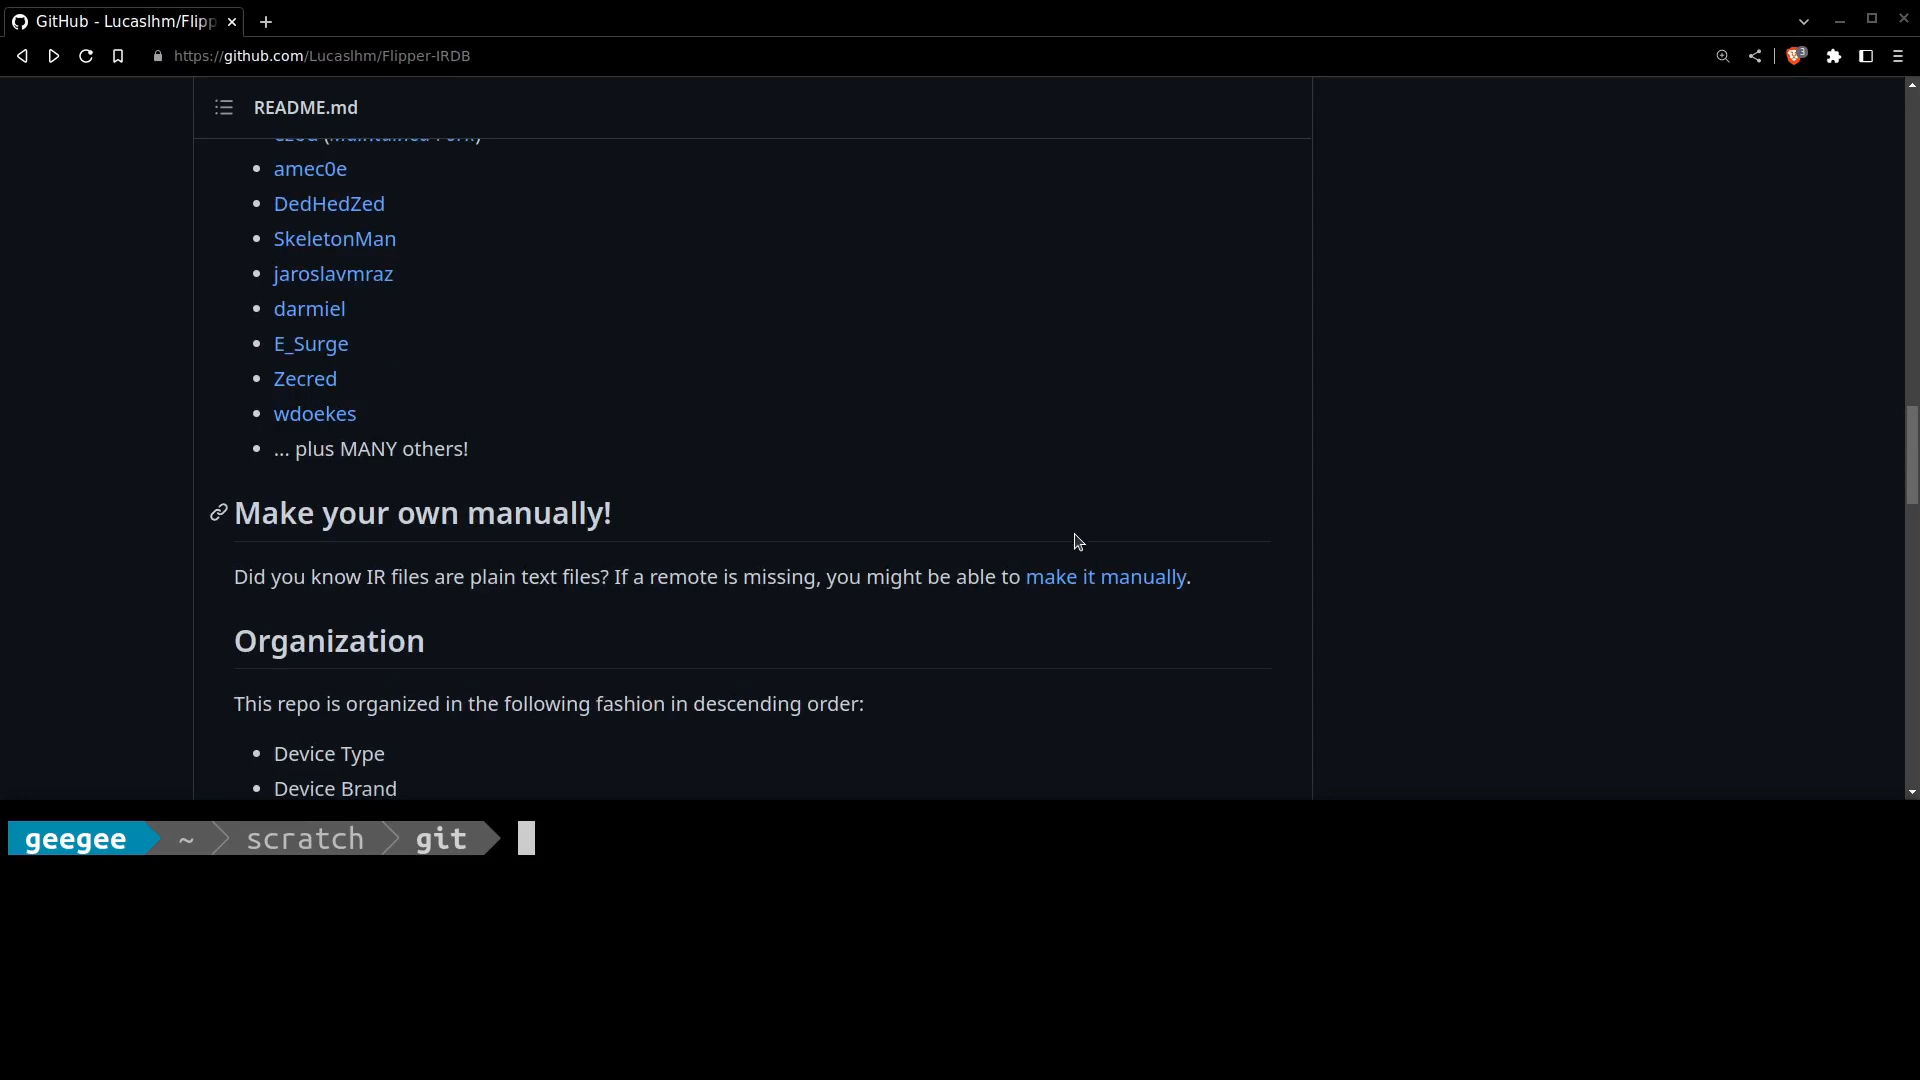 GitHub - Lucaslhm/Flipp
https://github.com/Lucaslhm/Flipper-IRDB
3
README.md
amec0e
DedHedZed
SkeletonMan
jaroslavmraz
darmiel
E_Surge
Zecred
wdoekes
... plus MANY others!
Make your own manually!
Did you know IR files are plain text files? If a remote is missing, you might be able to make it manually.
Organization
This repo is organized in the following fashion in descending order:
Device Type
Device Brand
geegee ~ scratch git